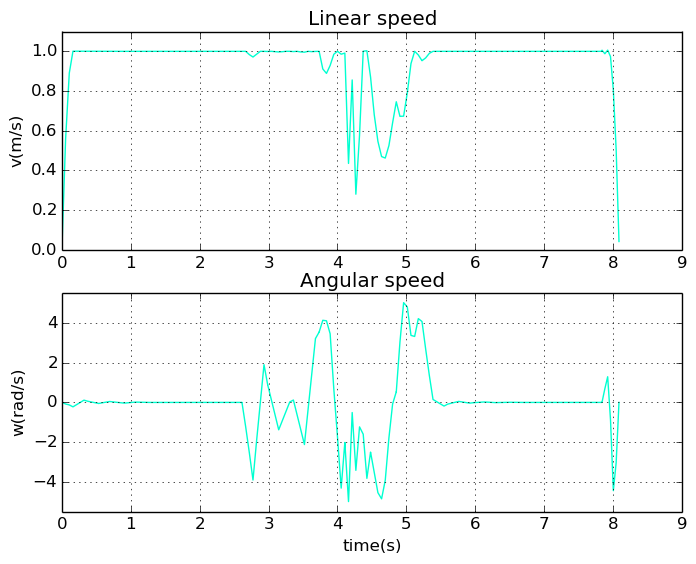 Linear speed
1.0
0.8
0.6
0.4
0.2
0.0
v(m/s)
0 1 2 3 4 5 6 7 8 9
Angular speed
4
2
0
−2
−4
w(rad/s)
0 1 2 3 4 5 6 7 8 9
time(s)